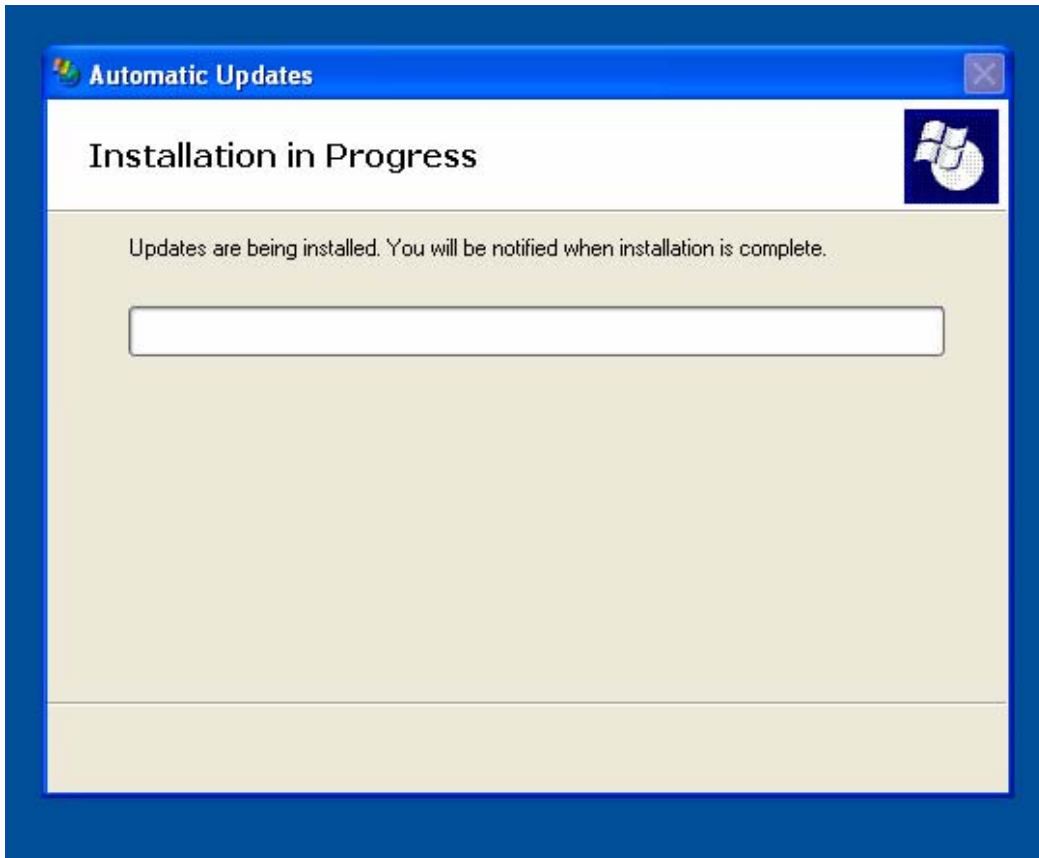 Automatic Updates
Installation in Progress
Updates are being installed. You will be notified when installation is complete.